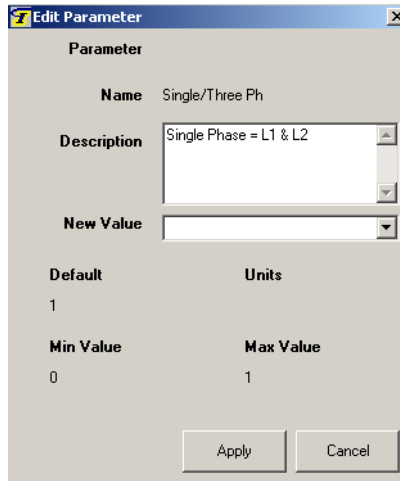 Edit Parameter
Parameter
Name Single/Three Ph
Description Single Phase = L1 & L2
New Value
Default Units
1
Min Value Max Value
0 1
Apply Cancel